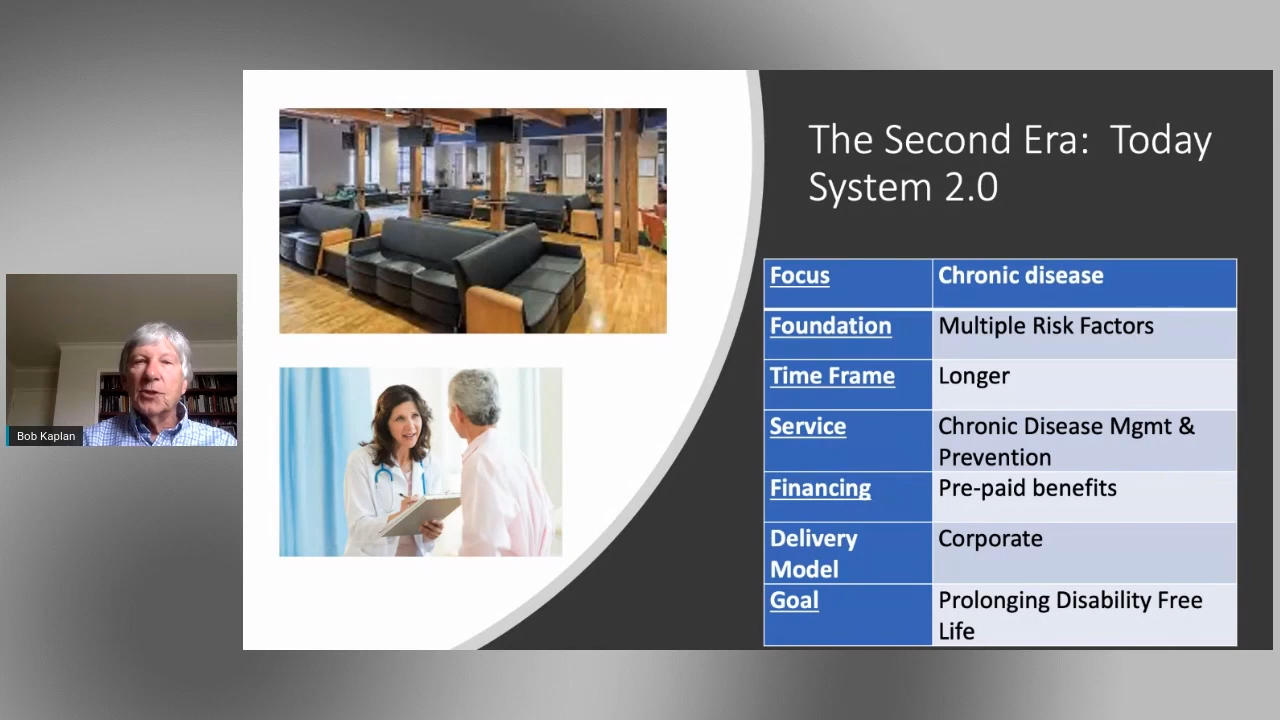 The Second Era: Today
System 2.0
Focus Chronic disease
Foundation Multiple Risk Factors
Time Frame Longer
Service Chronic Disease Mgmt &
Prevention
Financing Pre-paid benefits
Delivery Corporate
Model
Goal Prolonging Disability Free
Life
Bob Kaplan